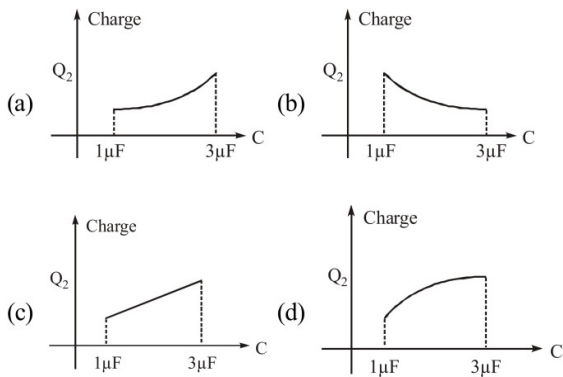 (a)
Charge
Q₂
1μF
3μF
C
(b)
Charge
Q₂
1μF
3μF
C
(c)
Charge
Q₂
1μF
3μF
C
(d)
Charge
Q₂
1μF
3μF
C